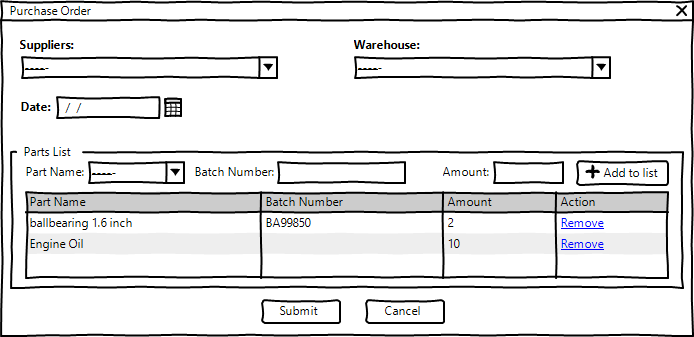 Purchase Order
Suppliers: Warehouse:
----- -----
Date: / /
Parts List
Part Name: ----- Batch Number: Amount: Add to list
Part Name Batch Number Amount Action
ballbearing 1.6 inch BA99850 2 Remove
Engine Oil 10 Remove
Submit Cancel